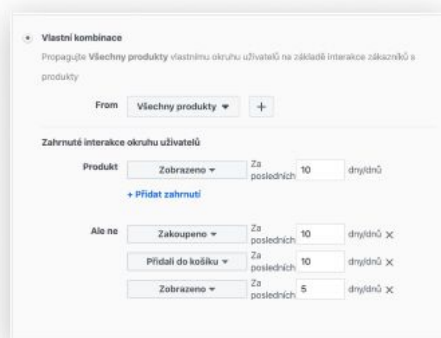 Vlastní kombinace
Propagujte Všechny produkty vlastnímu okruhu uživatelů na základě interakce zákazníků s
produkty
From Všechny produkty +
Zahrnuté interakce okruhu uživatelů
Produkt Zobrazeno Za posledních 10 dny/dnů
+ Přidat zahrnutí
Ale ne Zakoupeno Za posledních 10 dny/dnů ×
Přidali do košíku Za posledních 10 dny/dnů ×
Zobrazeno Za posledních 5 dny/dnů ×